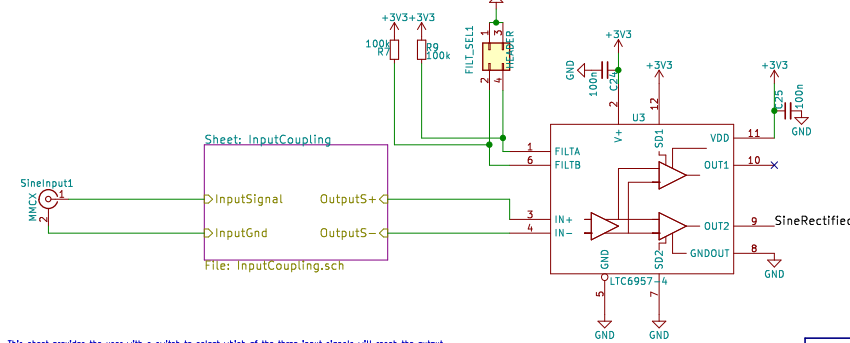 +3V3
+3V3
100k
R7
R9
100k
FILT_SEL1
HEADER
1
3
2
4
+3V3
GND
100n
C24
+3V3
+3V3
C25
100n
GND
2
12
U3
V+
SD1
VDD
11
1
FILTA
6
FILTB
OUT1
10
Sheet: InputCoupling
SineInput1
MMCX
1
2
InputSignal
OutputS+
InputGnd
OutputS-
3
IN+
4
IN-
OUT2
9
SineRectified
GNDOUT
8
GND
File: InputCoupling.sch
GND
SD2
LTC6957-4
5
7
GND
GND